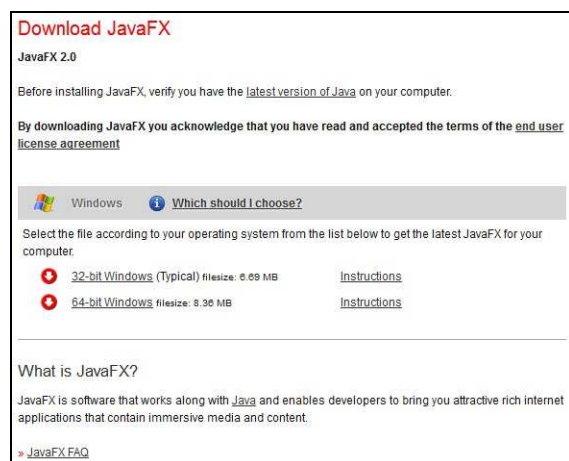 Download JavaFX
JavaFX 2.0
Before installing JavaFX, verify you have the latest version of Java on your computer.
By downloading JavaFX you acknowledge that you have read and accepted the terms of the end user
license agreement
Windows Which should I choose?
Select the file according to your operating system from the list below to get the latest JavaFX for your
computer.
32-bit Windows (Typical) filesize: 6.69 MB Instructions
64-bit Windows filesize: 8.36 MB Instructions
What is JavaFX?
JavaFX is software that works along with Java and enables developers to bring you attractive rich internet
applications that contain immersive media and content.
» JavaFX FAQ